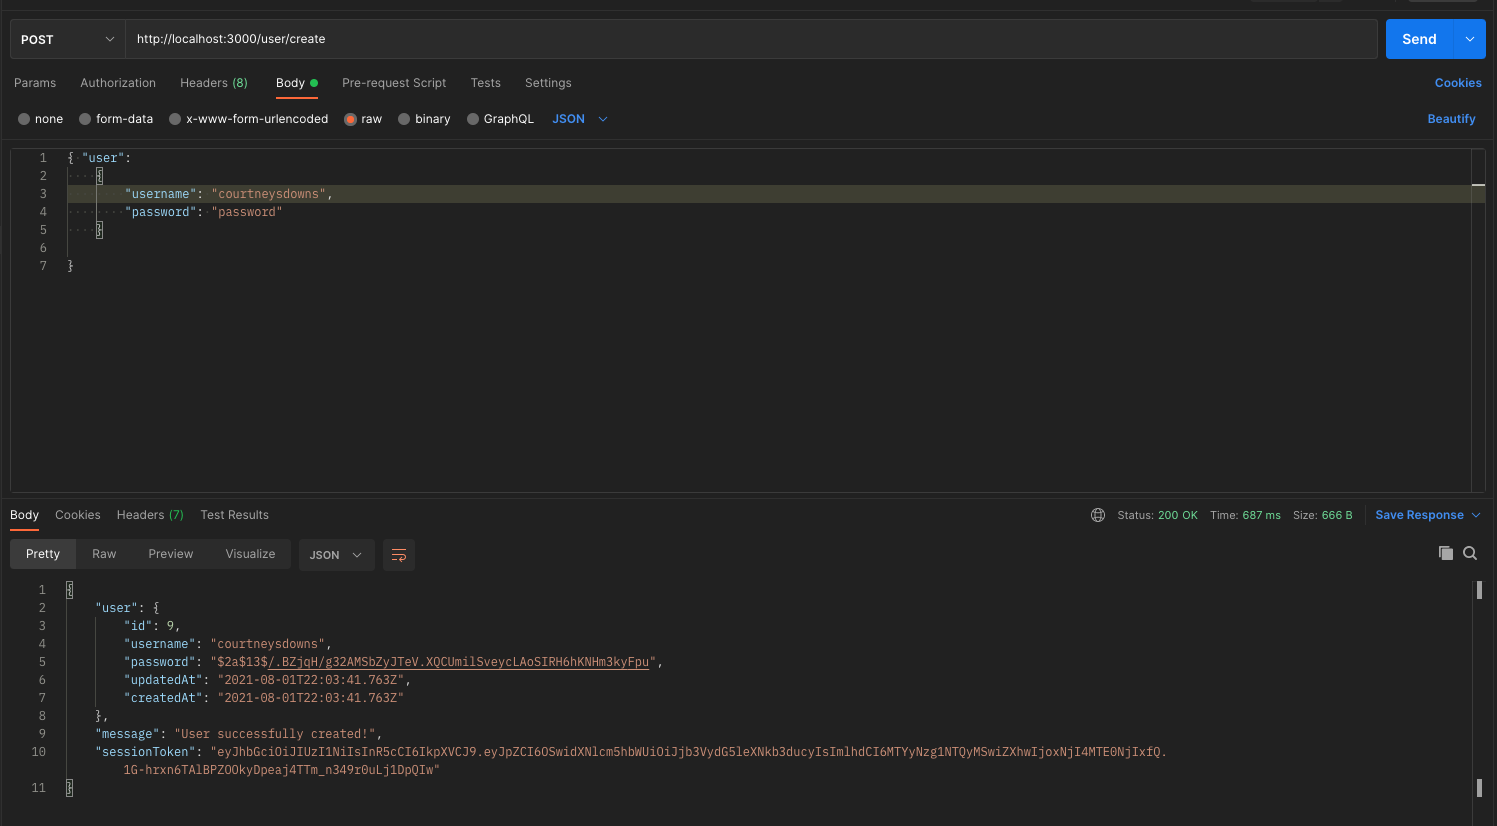 POST http://localhost:3000/user/create Send
Params Authorization Headers (8) Body Pre-request Script Tests Settings Cookies
none form-data x-www-form-urlencoded raw binary GraphQL JSON Beautify
1 { "user":
2 {
3 "username": "courtneysdowns",
4 "password": "password"
5 }
6
7 }
Body Cookies Headers (7) Test Results Status: 200 OK Time: 687 ms Size: 666 B Save Response
Pretty Raw Preview Visualize JSON
1 {
2 "user": {
3 "id": 9,
4 "username": "courtneysdowns",
5 "password": "$2a$13$/.BZjqH/g32AMSbZyJTeV.XQCUmilSveycLAoSIRH6hKNHm3kyFpu",
6 "updatedAt": "2021-08-01T22:03:41.763Z",
7 "createdAt": "2021-08-01T22:03:41.763Z"
8 },
9 "message": "User successfully created!",
10 "sessionToken": "eyJhbGciOiJIUzI1NiIsInR5cCI6IkpXVCJ9.eyJpZCI6OSwidXNlcm5hbWUiOiJjb3VydG5leXNkb3ducyIsImlhdCI6MTYyNzg1NTQyMSwiZXhwIjoxNjI4MTE0NjIxfQ.
1G-hrxn6TAlBPZOOkyDpeaj4TTm_n349r0uLj1DpQIw"
11 }